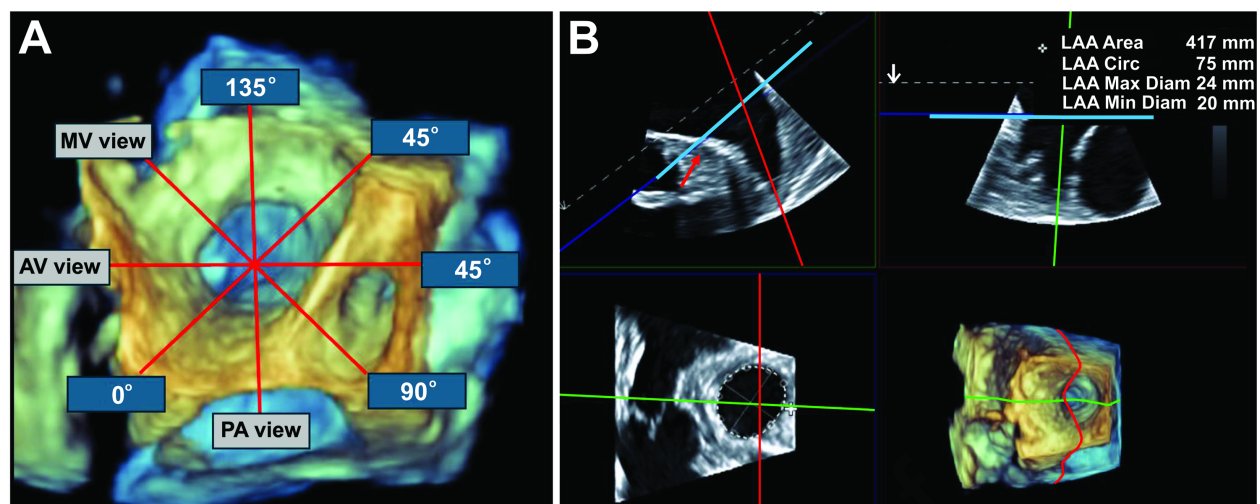 A
135°
MV view
45°
AV view
45°
0°
90°
PA view
B
LAA Area 417 mm
LAA Circ 75 mm
LAA Max Diam 24 mm
LAA Min Diam 20 mm